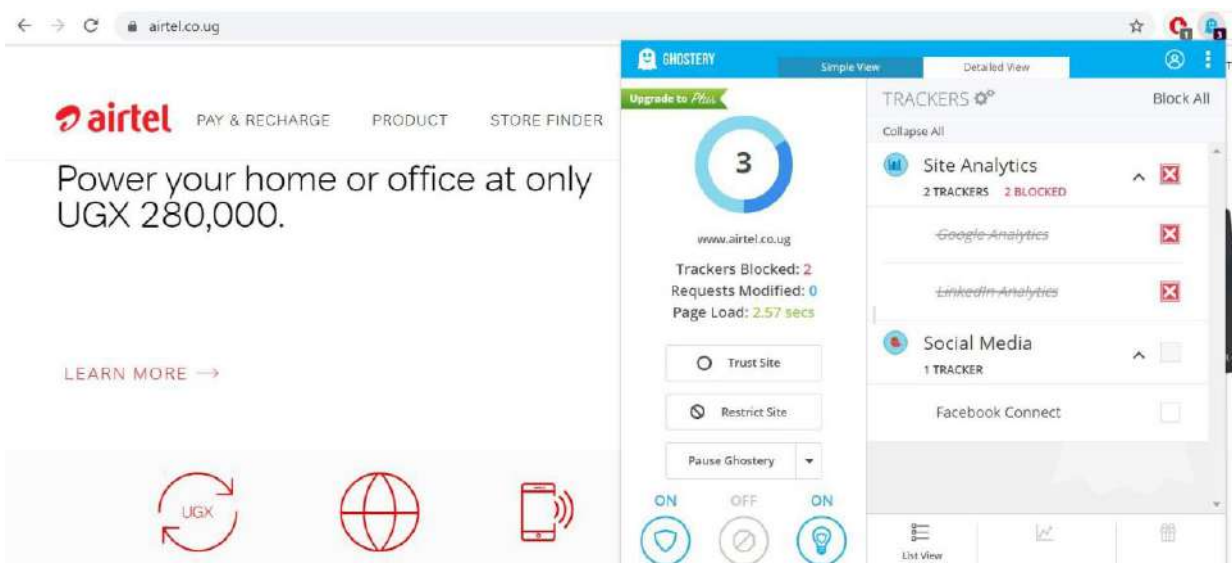 airtel.co.ug
1
3
airtel PAY & RECHARGE PRODUCT STORE FINDER
Power your home or office at only
UGX 280,000.
LEARN MORE →
UGX
GHOSTERY
Simple View
Detailed View
Upgrade to Plus
3
www.airtel.co.ug
Trackers Blocked: 2
Requests Modified: 0
Page Load: 2.57 secs
Trust Site
Restrict Site
Pause Ghostery
ON OFF ON
TRACKERS Block All
Collapse All
Site Analytics
2 TRACKERS 2 BLOCKED
Google Analytics
LinkedIn Analytics
Social Media
1 TRACKER
Facebook Connect
List View